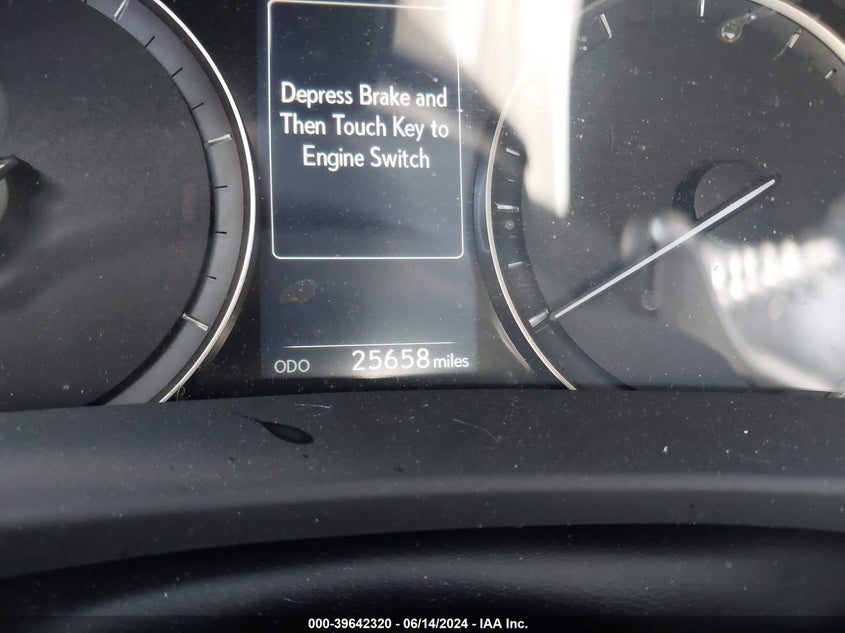 Depress Brake and
Then Touch Key to
Engine Switch
ODO 25658 miles
000-39642320 - 06/14/2024 - IAA Inc.